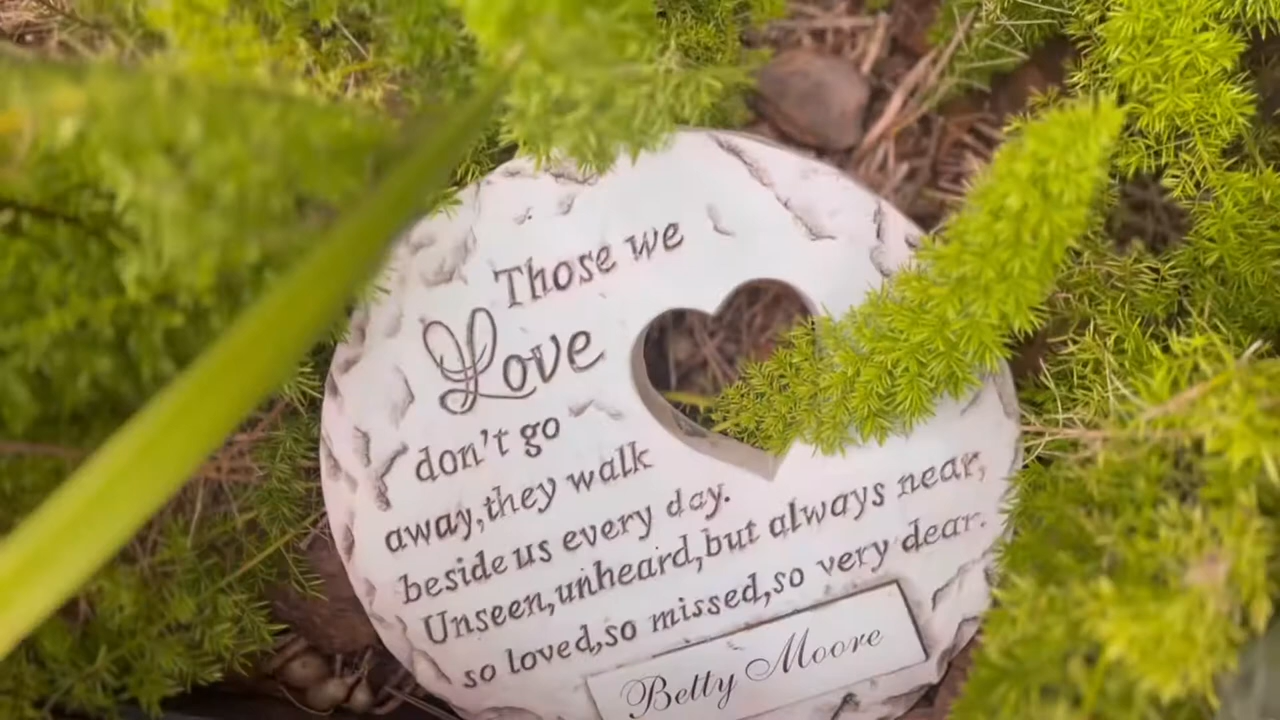 Those we
Love
don't go
away,they walk
beside us every day.
Unseen,unheard,but always near,
so loved,so missed,so very dear.
Betty Moore